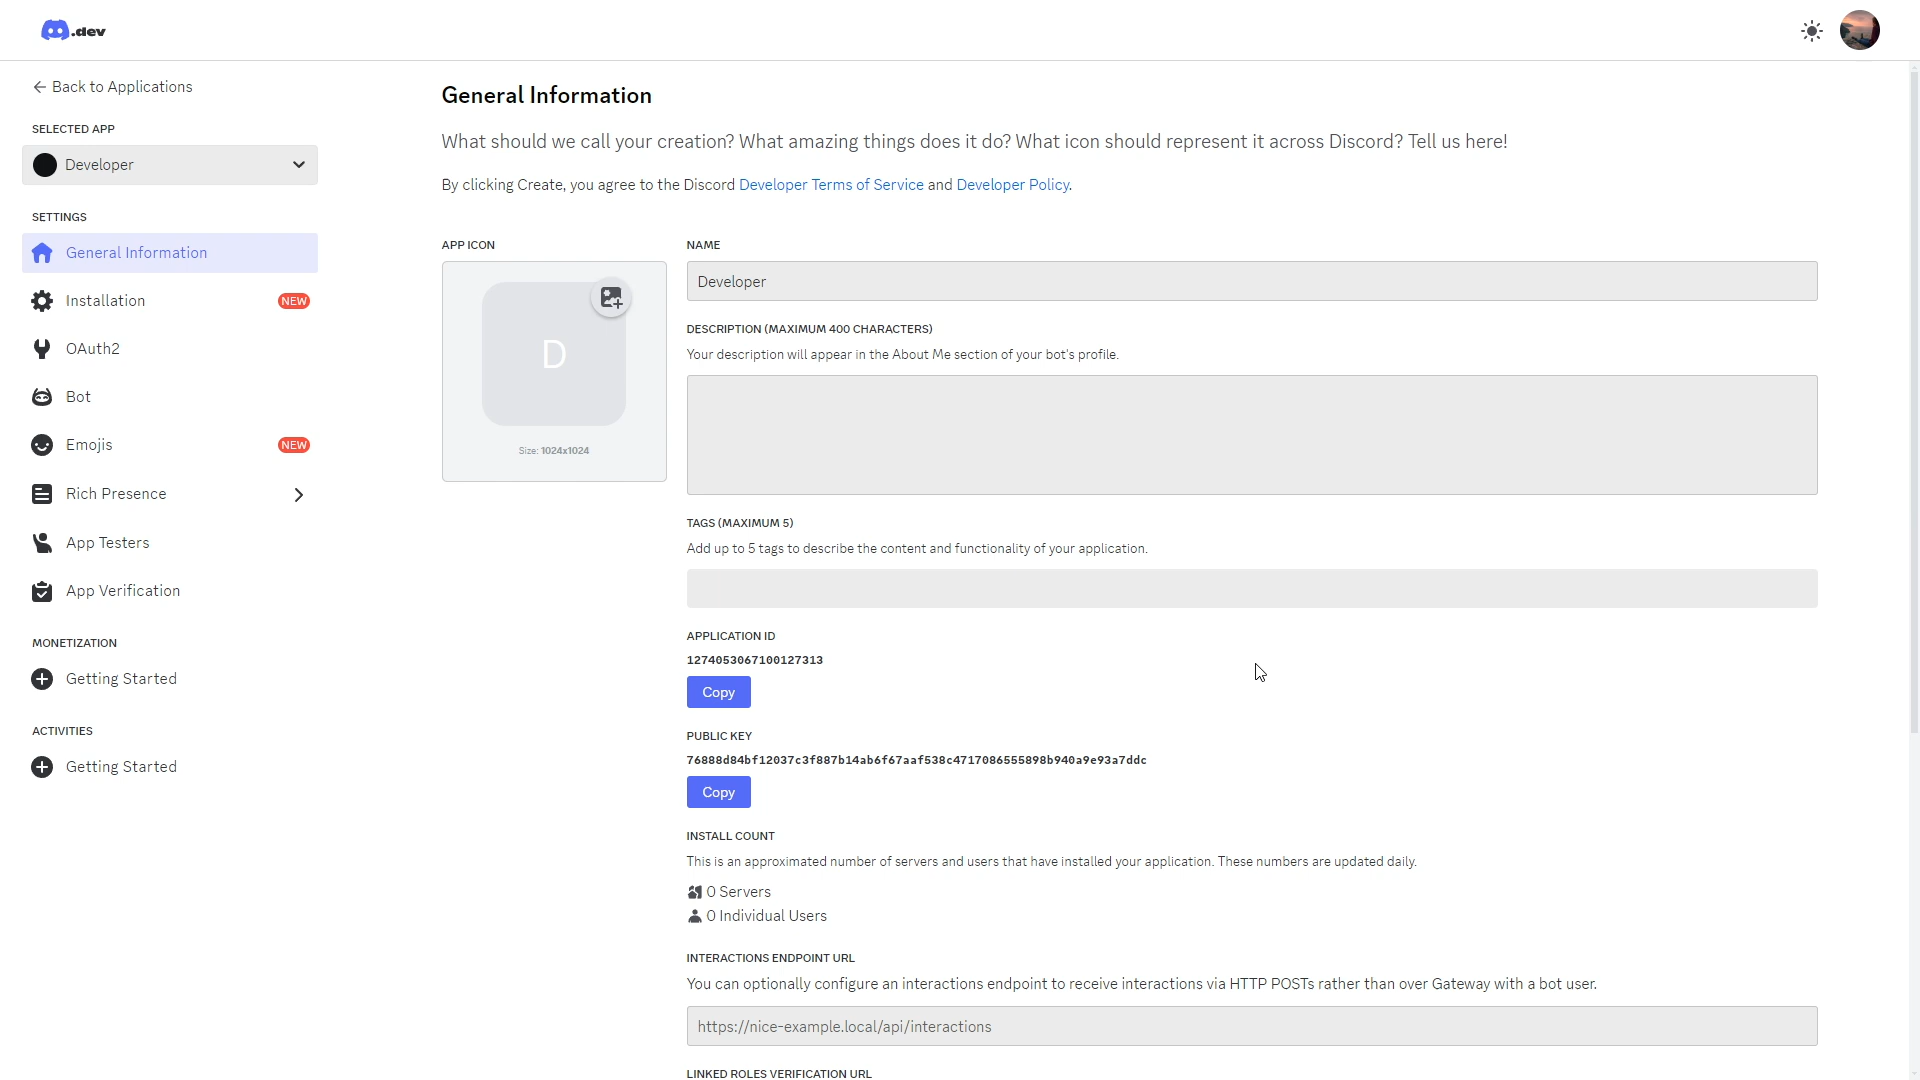 .dev
Back to Applications
SELECTED APP
Developer
SETTINGS
General Information
Installation
NEW
OAuth2
Bot
Emojis
NEW
Rich Presence
App Testers
App Verification
MONETIZATION
Getting Started
ACTIVITIES
Getting Started
General Information
What should we call your creation? What amazing things does it do? What icon should represent it across Discord? Tell us here!
By clicking Create, you agree to the Discord Developer Terms of Service and Developer Policy.
APP ICON
D
Size: 1024x1024
NAME
Developer
DESCRIPTION (MAXIMUM 400 CHARACTERS)
Your description will appear in the About Me section of your bot's profile.
TAGS (MAXIMUM 5)
Add up to 5 tags to describe the content and functionality of your application.
APPLICATION ID
1274053067100127313
Copy
PUBLIC KEY
76888d84bf12037c3f887b14ab6f67aaf538c4717086555898b940a9e93a7ddc
Copy
INSTALL COUNT
This is an approximated number of servers and users that have installed your application. These numbers are updated daily.
0 Servers
0 Individual Users
INTERACTIONS ENDPOINT URL
You can optionally configure an interactions endpoint to receive interactions via HTTP POSTs rather than over Gateway with a bot user.
https://nice-example.local/api/interactions
LINKED ROLES VERIFICATION URL